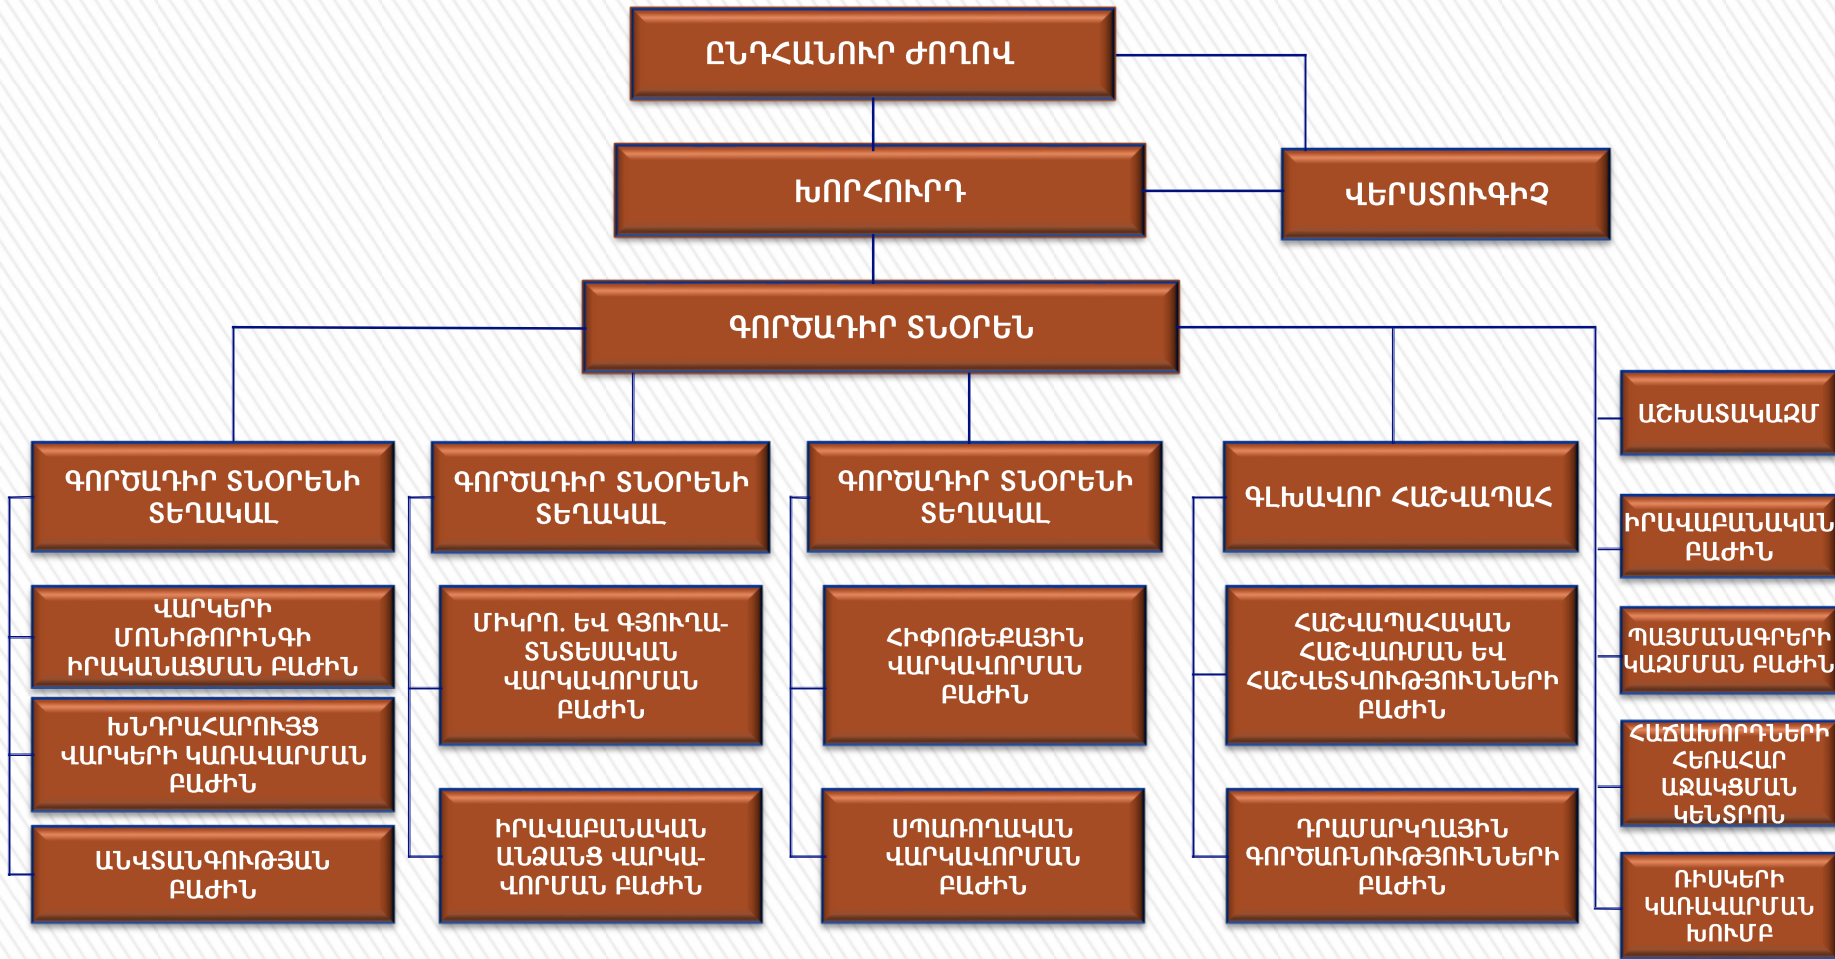 ԸՆԴՀԱՆՈՒՐ ԺՈՂՈՎ
ԽՈՐՀՈՒՐԴ
ՎԵՐՍՏՈՒԳԻՉ
ԳՈՐԾԱԴԻՐ ՏՆՕՐԵՆ
ԳՈՐԾԱԴԻՐ ՏՆՕՐԵՆԻ
ՏԵՂԱԿԱԼ
ՎԱՐԿԵՐԻ
ՄՈՆԻԹՈՐԻՆԳԻ
ԻՐԱԿԱՆԱՑՄԱՆ ԲԱԺԻՆ
ԽՆԴՐԱՀԱՐՈՒՅՑ
ՎԱՐԿԵՐԻ ԿԱՌԱՎԱՐՄԱՆ
ԲԱԺԻՆ
ԱՆՎՏԱՆԳՈՒԹՅԱՆ
ԲԱԺԻՆ
ԳՈՐԾԱԴԻՐ ՏՆՕՐԵՆԻ
ՏԵՂԱԿԱԼ
ՄԻԿՐՈ. ԵՎ ԳՅՈՒՂԱ-
ՏՆՏԵՍԱԿԱՆ
ՎԱՐԿԱՎՈՐՄԱՆ
ԲԱԺԻՆ
ԻՐԱՎԱԲԱՆԱԿԱՆ
ԱՆՁԱՆՑ ՎԱՐԿԱ-
ՎՈՐՄԱՆ ԲԱԺԻՆ
ԳՈՐԾԱԴԻՐ ՏՆՕՐԵՆԻ
ՏԵՂԱԿԱԼ
ՀԻՓՈԹԵՔԱՅԻՆ
ՎԱՐԿԱՎՈՐՄԱՆ
ԲԱԺԻՆ
ՍՊԱՌՈՂԱԿԱՆ
ՎԱՐԿԱՎՈՐՄԱՆ
ԲԱԺԻՆ
ԳԼԽԱՎՈՐ ՀԱՇՎԱՊԱՀ
ՀԱՇՎԱՊԱՀԱԿԱՆ
ՀԱՇՎԱՌՄԱՆ ԵՎ
ՀԱՇՎԵՏՎՈՒԹՅՈՒՆՆԵՐԻ
ԲԱԺԻՆ
ԴՐԱՄԱՐԿՂԱՅԻՆ
ԳՈՐԾԱՌՆՈՒԹՅՈՒՆՆԵՐԻ
ԲԱԺԻՆ
ԱՇԽԱՏԱԿԱԶՄ
ԻՐԱՎԱԲԱՆԱԿԱՆ
ԲԱԺԻՆ
ՊԱՅՄԱՆԱԳՐԵՐԻ
ԿԱԶՄՄԱՆ ԲԱԺԻՆ
ՀԱՃԱԽՈՐԴՆԵՐԻ
ՀԵՌԱՀԱՐ
ԱՋԱԿՑՄԱՆ
ԿԵՆՏՐՈՆ
ՌԻՍԿԵՐԻ
ԿԱՌԱՎԱՐՄԱՆ
ԽՈՒՄԲ